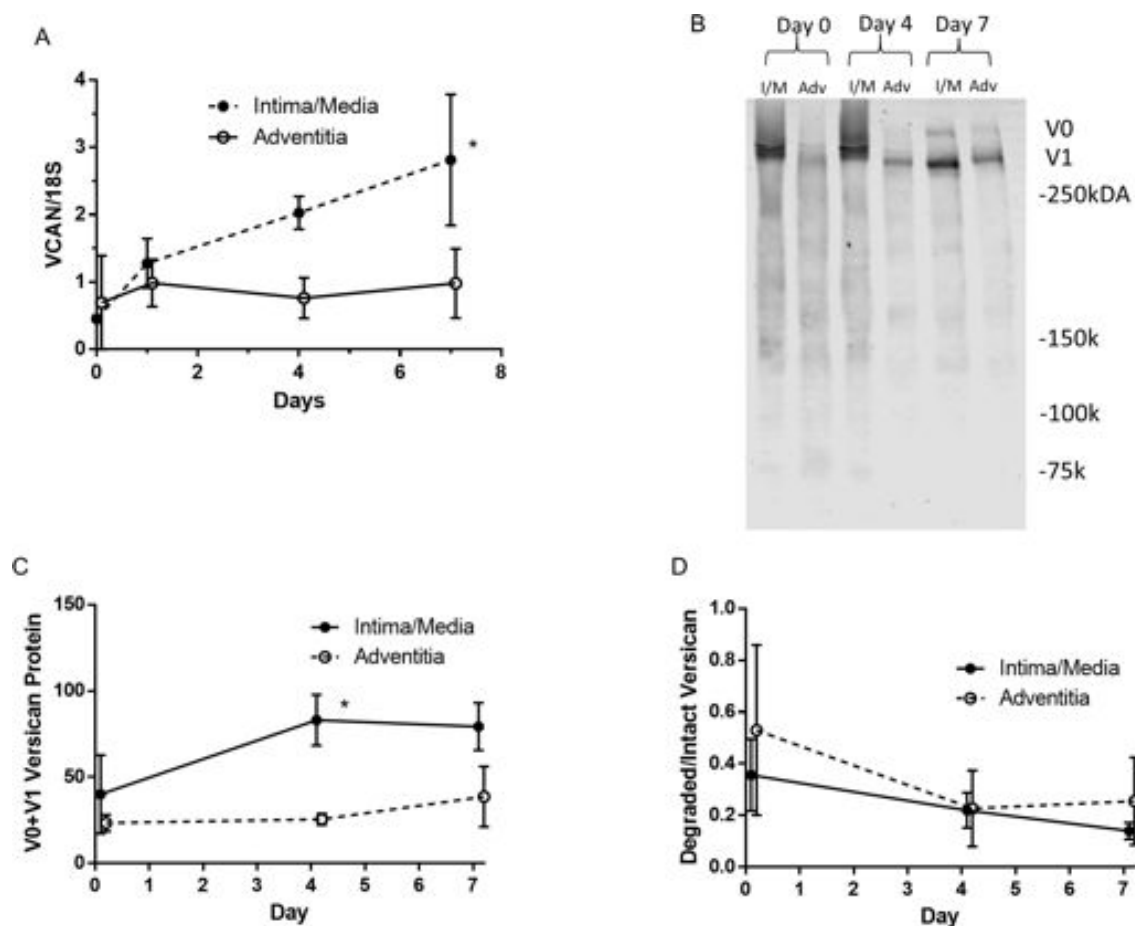 A
VCAN/18S
4
3
2
1
0
Intima/Media
Adventitia
*
0 2 4 6 8
Days
B
Day 0 Day 4 Day 7
I/M Adv I/M Adv I/M Adv
V0
V1
-250kDA
-150k
-100k
-75k
C
V0+V1 Versican Protein
150
100
50
0
Intima/Media
Adventitia
*
0 1 2 3 4 5 6 7
Day
D
Degraded/Intact Versican
1.0
0.8
0.6
0.4
0.2
0.0
Intima/Media
Adventitia
0 1 2 3 4 5 6 7
Day